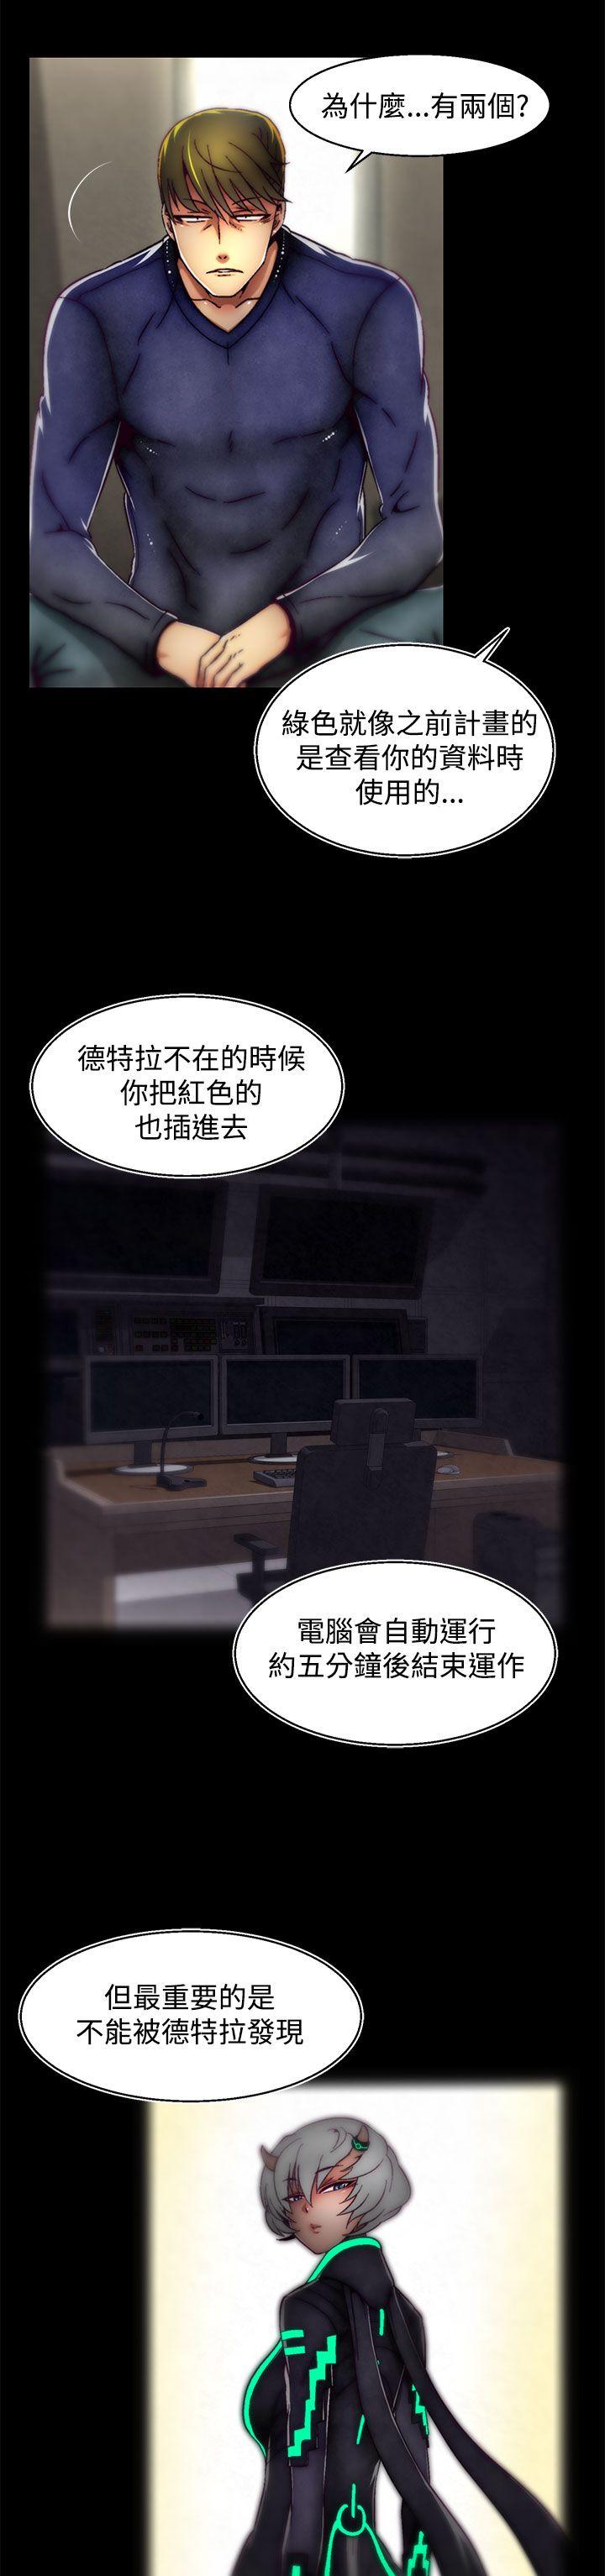 為什麼...有兩個?
綠色就像之前計畫的
是查看你的資料時
使用的...
德特拉不在的時候
你把紅色的
也插進去
電腦會自動運行
約五分鐘後結束運作
但最重要的是
不能被德特拉發現